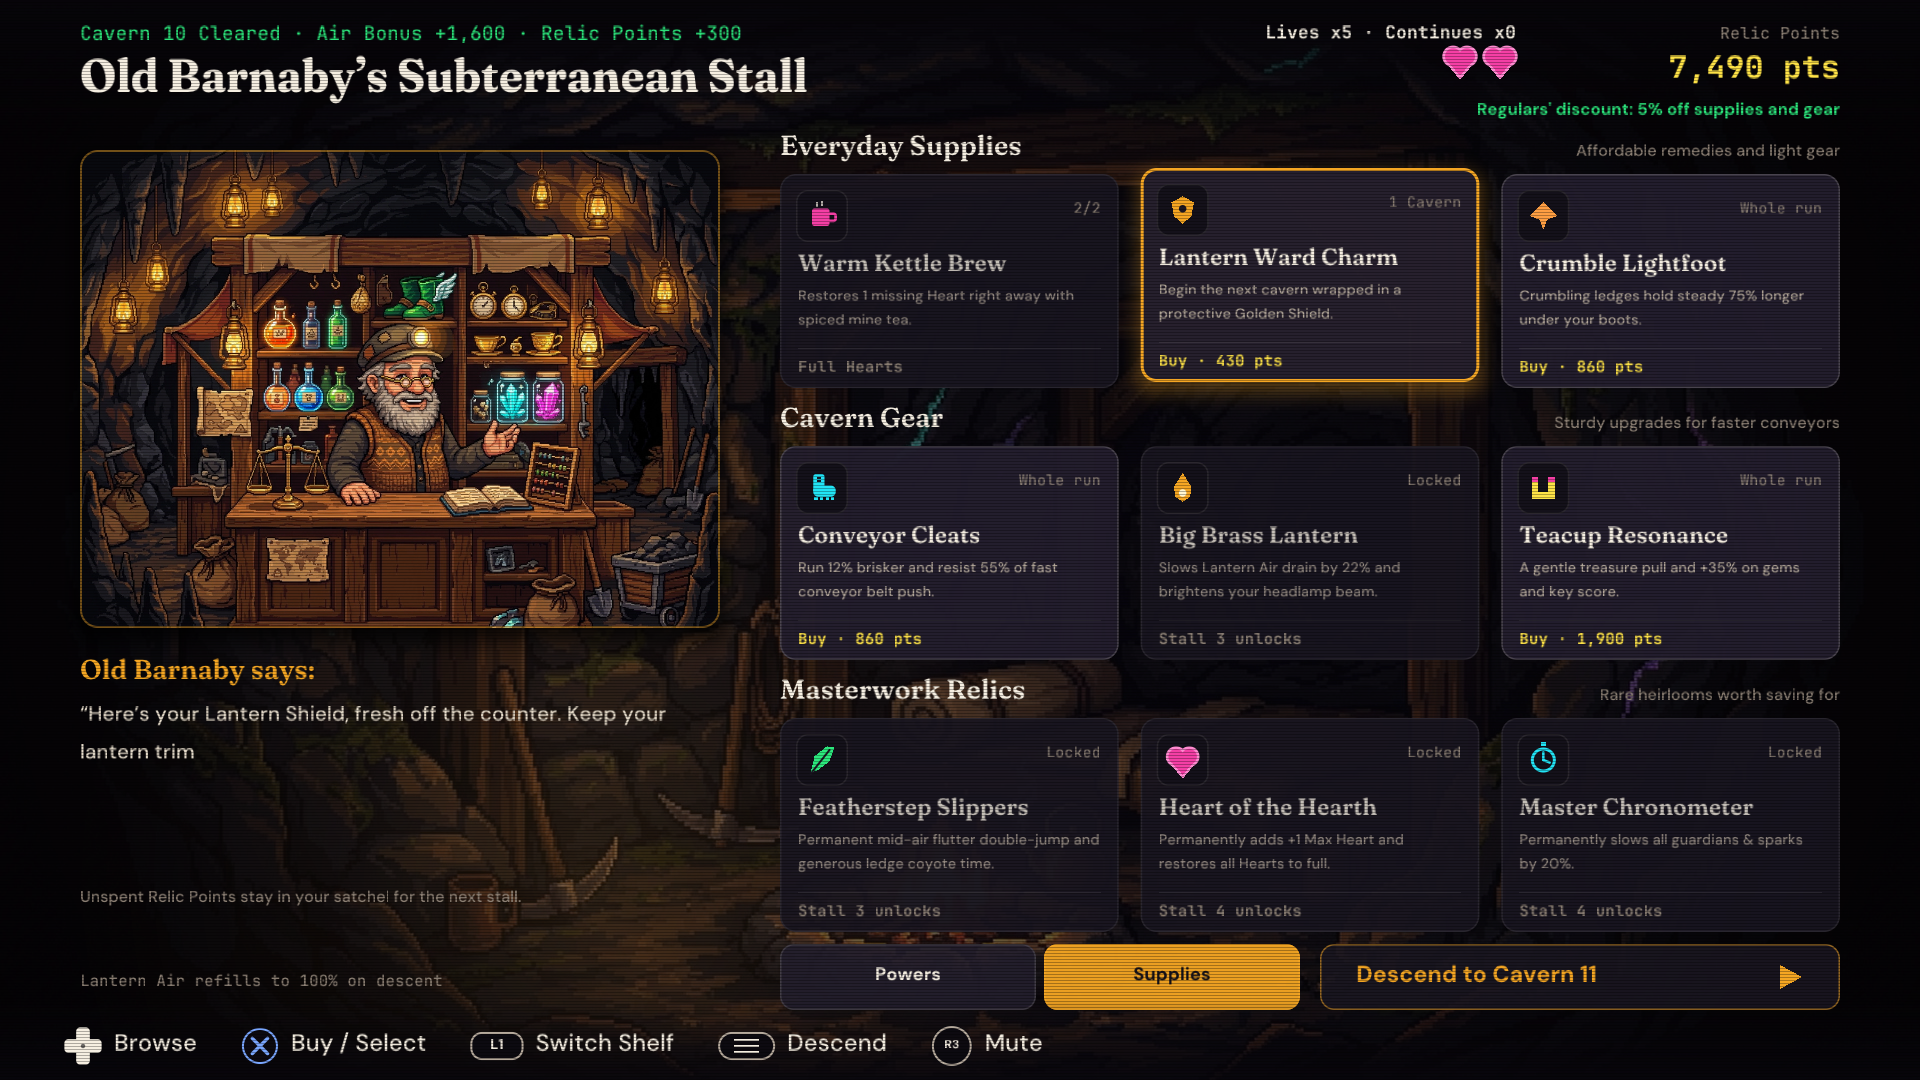 Cavern 10 Cleared · Air Bonus +1,600 · Relic Points +300
Old Barnaby’s Subterranean Stall
Lives x5 · Continues x0
Relic Points
7,490 pts
Regulars' discount: 5% off supplies and gear
Everyday Supplies
Affordable remedies and light gear
2/2
Warm Kettle Brew
Restores 1 missing Heart right away with
spiced mine tea.
Full Hearts
1 Cavern
Lantern Ward Charm
Begin the next cavern wrapped in a
protective Golden Shield.
Buy · 430 pts
Whole run
Crumble Lightfoot
Crumbling ledges hold steady 75% longer
under your boots.
Buy · 860 pts
Cavern Gear
Sturdy upgrades for faster conveyors
Whole run
Conveyor Cleats
Run 12% brisker and resist 55% of fast
conveyor belt push.
Buy · 860 pts
Locked
Big Brass Lantern
Slows Lantern Air drain by 22% and
brightens your headlamp beam.
Stall 3 unlocks
Whole run
Teacup Resonance
A gentle treasure pull and +35% on gems
and key score.
Buy · 1,900 pts
Masterwork Relics
Rare heirlooms worth saving for
Locked
Featherstep Slippers
Permanent mid-air flutter double-jump and
generous ledge coyote time.
Stall 3 unlocks
Locked
Heart of the Hearth
Permanently adds +1 Max Heart and
restores all Hearts to full.
Stall 4 unlocks
Locked
Master Chronometer
Permanently slows all guardians & sparks
by 20%.
Stall 4 unlocks
Old Barnaby says:
“Here’s your Lantern Shield, fresh off the counter. Keep your
lantern trim
Unspent Relic Points stay in your satchel for the next stall.
Lantern Air refills to 100% on descent
Powers
Supplies
Descend to Cavern 11
Browse
Buy / Select
L1
Switch Shelf
Descend
R3
Mute